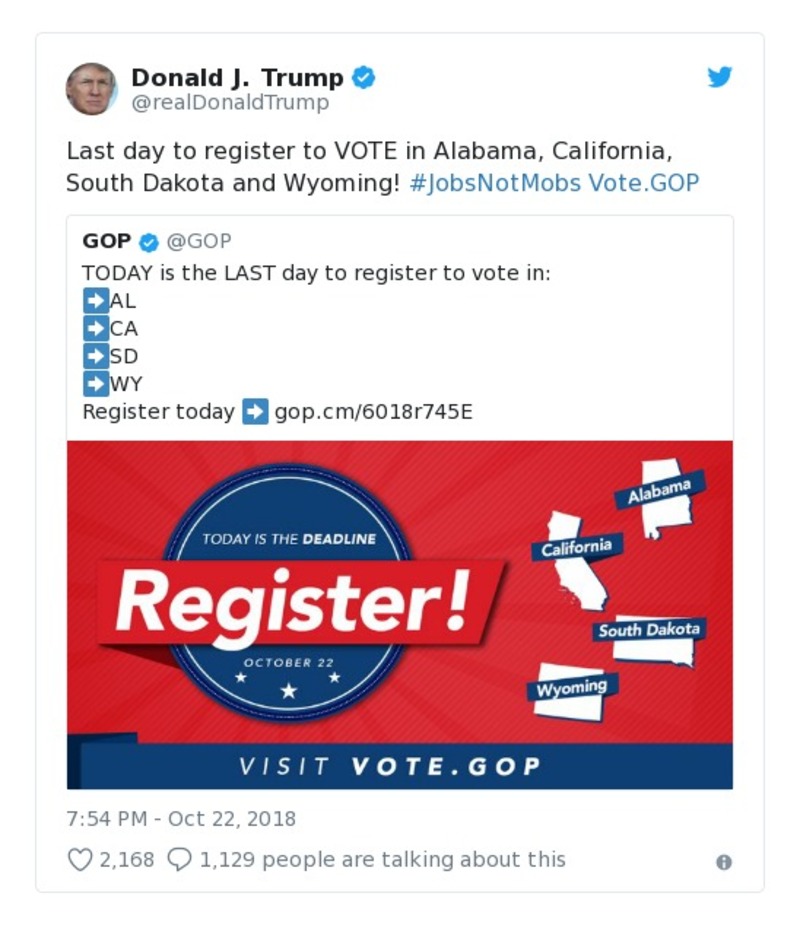 Donald J. Trump
@realDonaldTrump
Last day to register to VOTE in Alabama, California,
South Dakota and Wyoming! #JobsNotMobs Vote.GOP
GOP @GOP
TODAY is the LAST day to register to vote in:
➡AL
➡CA
➡SD
➡WY
Register today ➡ gop.cm/6018r745E
TODAY IS THE DEADLINE
Register!
OCTOBER 22
Alabama
California
South Dakota
Wyoming
VISIT VOTE.GOP
7:54 PM - Oct 22, 2018
2,168 1,129 people are talking about this